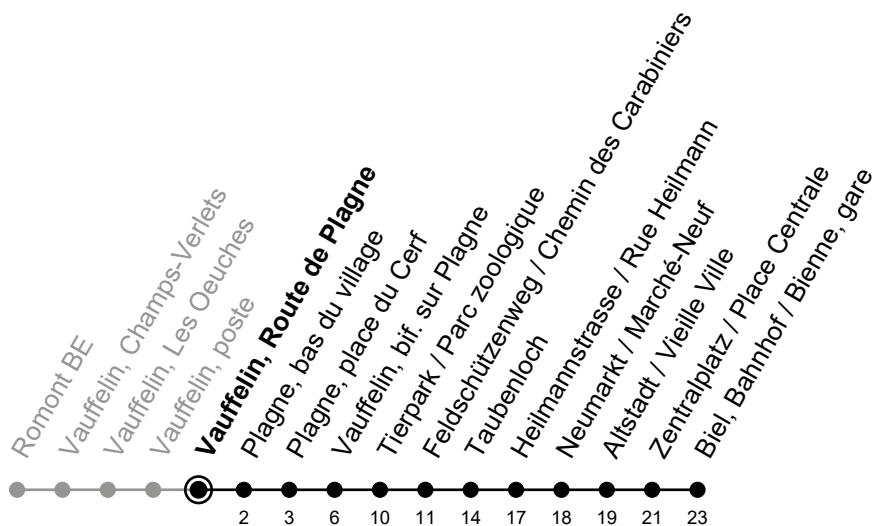 Romont BE
Vauffelin, Champs-Verlets
Vauffelin, Les Oeuches
Vauffelin, poste
Vauffelin, Route de Plagne
Plagne, bas du village
Plagne, place du Cerf
Vauffelin, bif. sur Plagne
Tierpark / Parc zoologique
Feldschützenweg / Chemin des Carabiniers
Taubenloch
Heilmannstrasse / Rue Heilmann
Neumarkt / Marché-Neuf
Altstadt / Vieille Ville
Zentralplatz / Place Centrale
Biel, Bahnhof / Bienne, gare
2 3 6 10 11 14 17 18 19 21 23